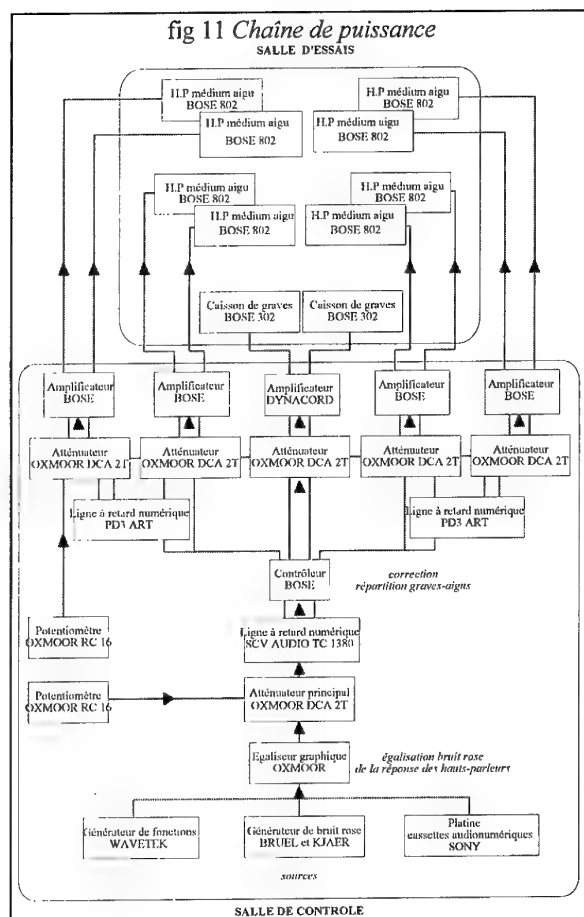 fig 11 Chaîne de puissance
SALLE D'ESSAIS
H.P médium aigu
BOSE 802
H.P médium aigu
BOSE 802
H.P médium aigu
BOSE 802
H.P médium aigu
BOSE 802
H.P médium aigu
BOSE 802
H.P médium aigu
BOSE 802
H.P médium aigu
BOSE 802
H.P médium aigu
BOSE 802
Caisson de graves
BOSE 302
Caisson de graves
BOSE 302
Amplificateur
BOSE
Amplificateur
BOSE
Amplificateur
DYNACORD
Amplificateur
BOSE
Amplificateur
BOSE
Atténuateur
OXMOOR DCA 2T
Atténuateur
OXMOOR DCA 2T
Atténuateur
OXMOOR DCA 2T
Atténuateur
OXMOOR DCA 2T
Atténuateur
OXMOOR DCA 2T
Ligne à retard numérique
PD3 ART
Ligne à retard numérique
PD3 ART
Contrôleur
BOSE
correction
répartition graves-aigus
Potentiomètre
OXMOOR RC 16
Ligne à retard numérique
SCV AUDIO TC 1380
Potentiomètre
OXMOOR RC 16
Atténuateur principal
OXMOOR DCA 2T
Egaliseur graphique
OXMOOR
égalisation bruit rose
de la réponse des hauts-parleurs
Générateur de fonctions
WAVETEK
Générateur de bruit rose
BRUEL et KJAER
Platine
cassettes audionumériques
SONY
sources
SALLE DE CONTROLE